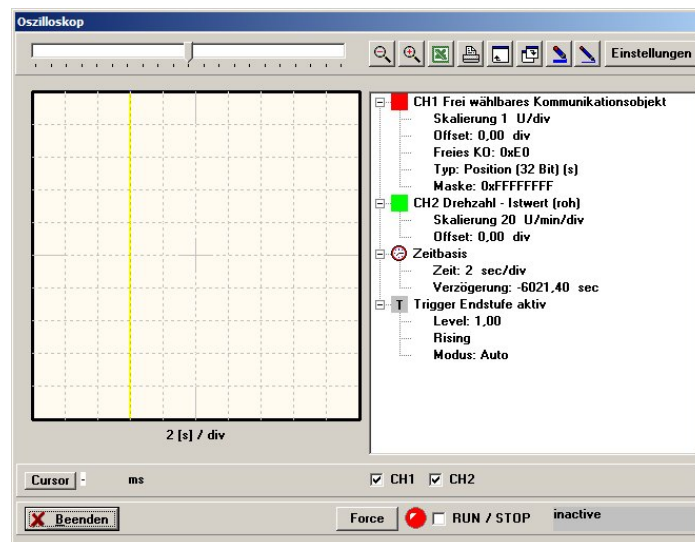 Oszilloskop
Einstellungen
CH1 Frei wählbares Kommunikationsobjekt
Skalierung 1 U/div
Offset: 0,00 div
Freies KO: 0xE0
Typ: Position (32 Bit) (s)
Maske: 0xFFFFFFFF
CH2 Drehzahl - Istwert (roh)
Skalierung 20 U/min/div
Offset: 0,00 div
Zeitbasis
Zeit: 2 sec/div
Verzögerung: -6021,40 sec
T Trigger Endstufe aktiv
Level: 1,00
Rising
Modus: Auto
2 [s] / div
Cursor - ms
CH1 CH2
Beenden
Force RUN / STOP inactive